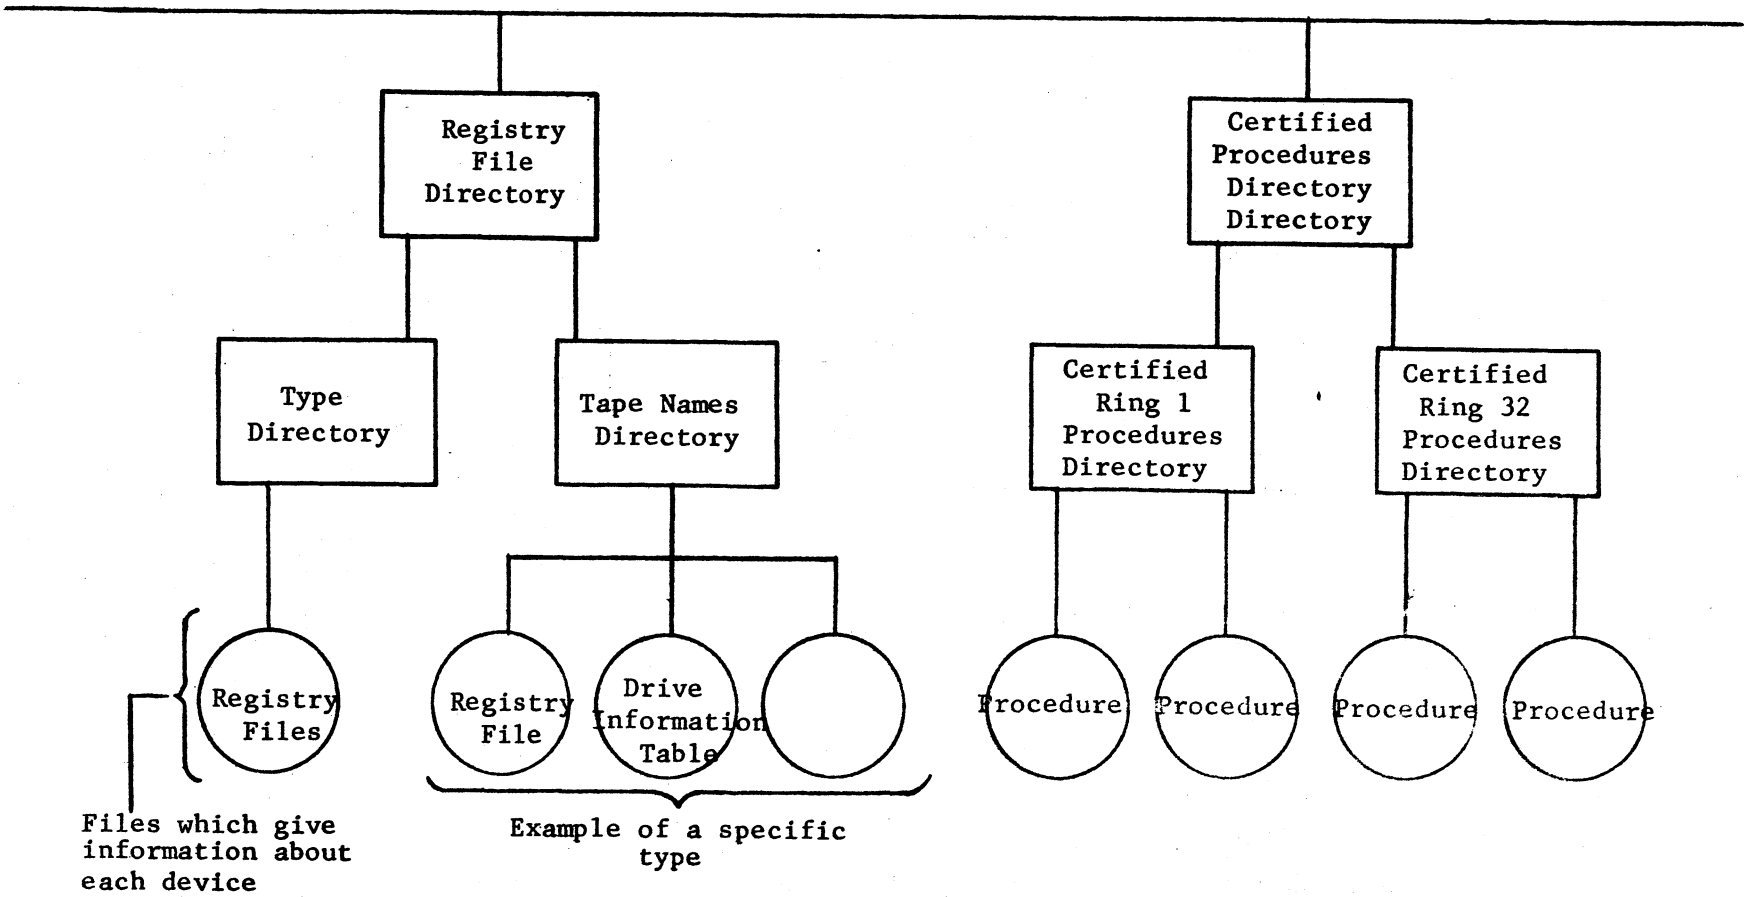 Registry
File
Directory
Certified
Procedures
Directory
Directory
Type
Directory
Tape Names
Directory
Certified
Ring 1
Procedures
Directory
Certified
Ring 32
Procedures
Directory
Registry
Files
Registry
File
Drive
Information
Table
Procedure
Procedure
Procedure
Procedure
Files which give
information about
each device
Example of a specific
type